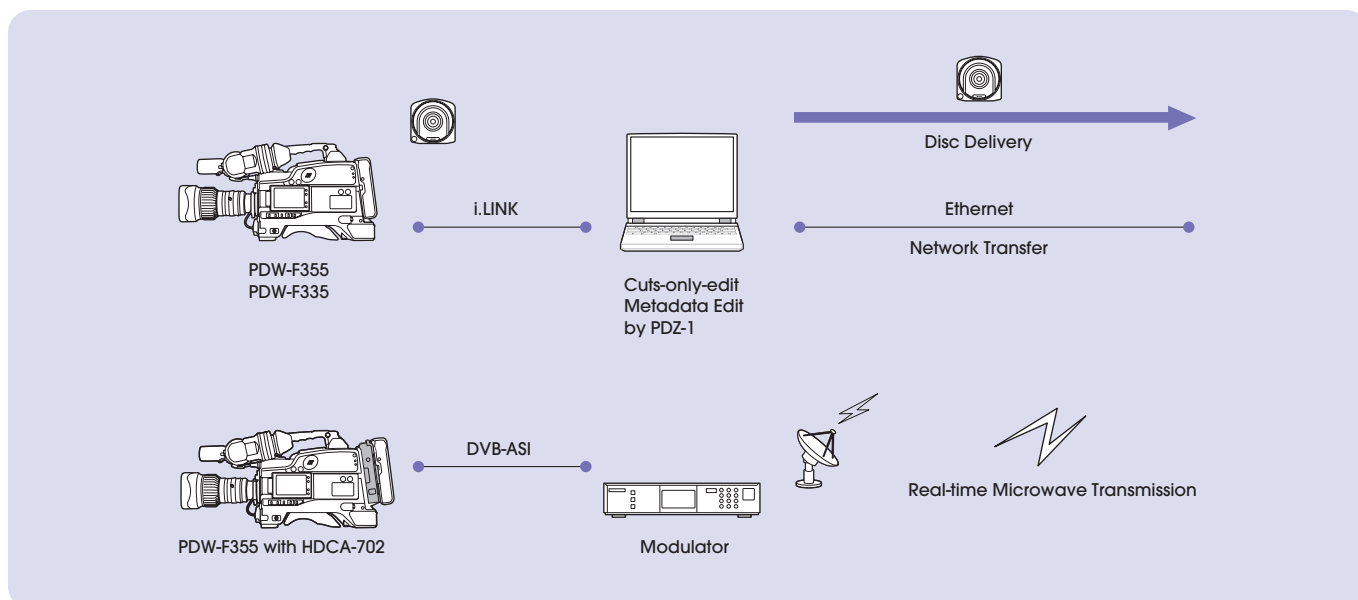 Disc Delivery
i.LINK
Ethernet
Network Transfer
PDW-F355
PDW-F335
Cuts-only-edit
Metadata Edit
by PDZ-1
DVB-ASI
Real-time Microwave Transmission
PDW-F355 with HDCA-702
Modulator